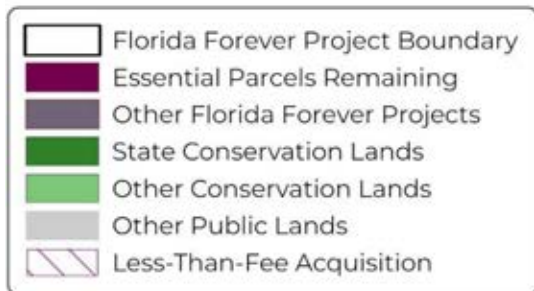 Florida Forever Project Boundary
Essential Parcels Remaining
Other Florida Forever Projects
State Conservation Lands
Other Conservation Lands
Other Public Lands
Less-Than-Fee Acquisition